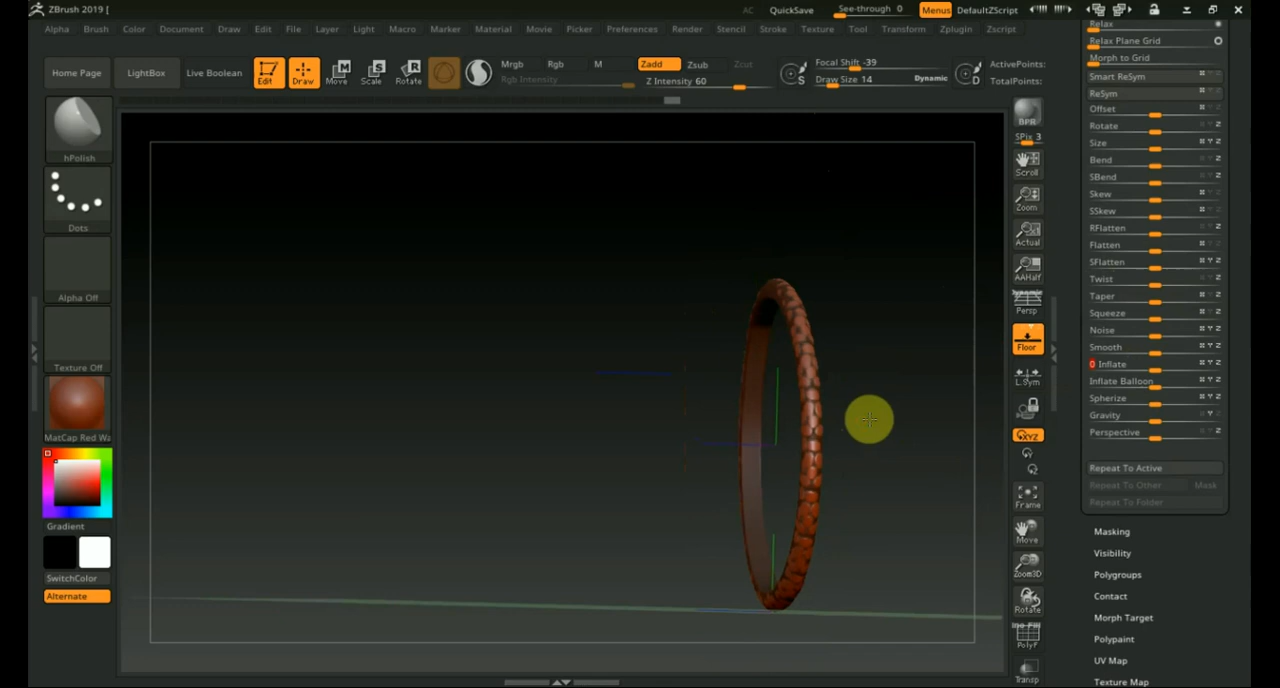 ZBrush 2019 [
AC QuickSave See-through 0 Menus DefaultZScript
Alpha Brush Color Document Draw Edit File Layer Light Macro Marker Material Movie Picker Preferences Render Stencil Stroke Texture Tool Transform Zplugin Zscript
Home Page LightBox Live Boolean Edit Draw Move Scale Rotate
Mrgb Rgb M Zadd Zsub Zcut
Rgb Intensity Z Intensity 60
S Focal Shift -39
Draw Size 14 Dynamic D
ActivePoints:
TotalPoints:
hPolish
Dots
Alpha Off
Texture Off
MatCap Red Wa
Gradient
SwitchColor
Alternate
BPR
SPix 3
Scroll
Zoom
Actual
AAHalf
Dynamic
Persp
Floor
L.Sym
XYZ
Frame
Move
Zoom3D
Rotate
PolyF
Transp
Relax
Relax Plane Grid
Morph to Grid
Smart ReSym
ReSym
Offset
Rotate
Size
Bend
SBend
Skew
SSkew
RFlatten
Flatten
SFlatten
Twist
Taper
Squeeze
Noise
Smooth
0 Inflate
Inflate Balloon
Spherize
Gravity
Perspective
Repeat To Active
Repeat To Other Mask
Repeat To Folder
Masking
Visibility
Polygroups
Contact
Morph Target
Polypaint
UV Map
Texture Map